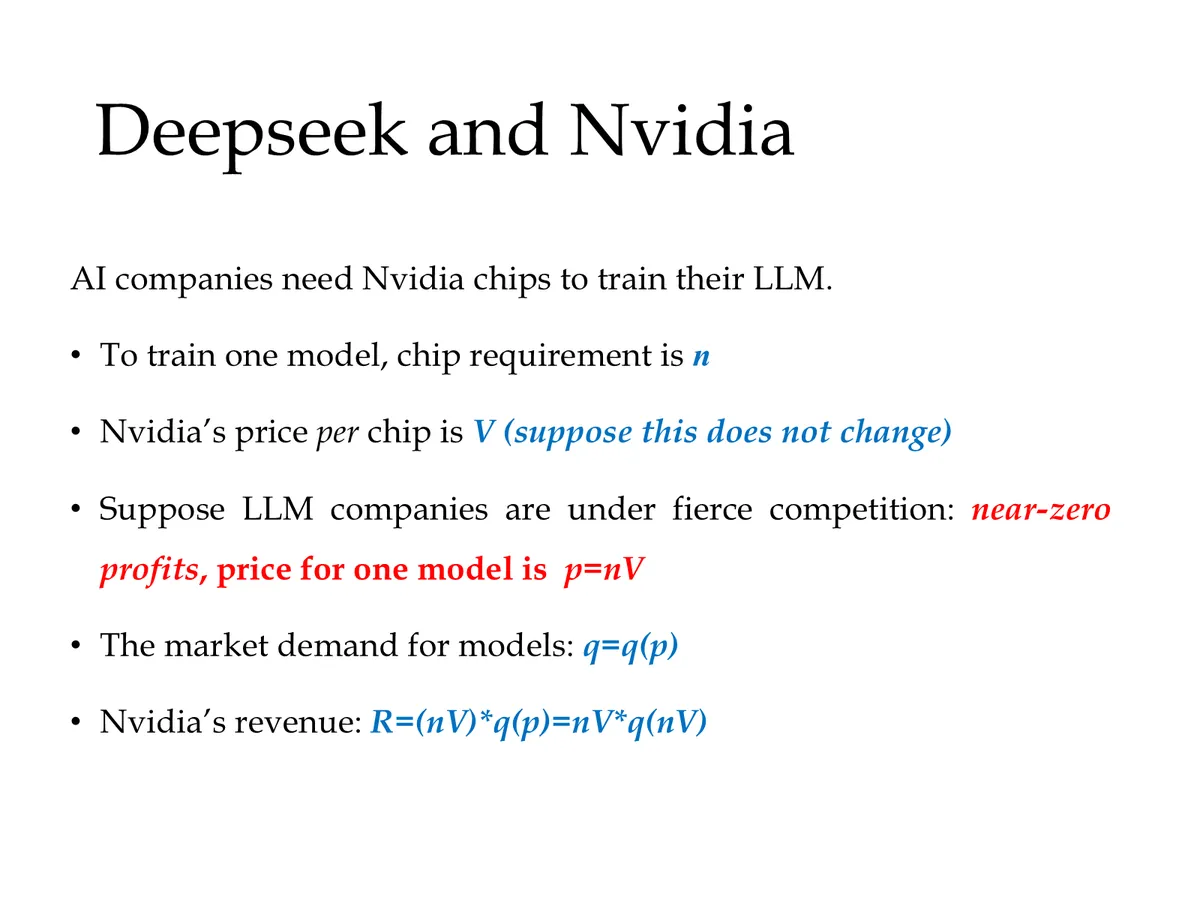 Deepseek and Nvidia
AI companies need Nvidia chips to train their LLM.
• To train one model, chip requirement is n
• Nvidia’s price per chip is V (suppose this does not change)
• Suppose LLM companies are under fierce competition: near-zero
profits, price for one model is p=nV
• The market demand for models: q=q(p)
• Nvidia’s revenue: R=(nV)*q(p)=nV*q(nV)